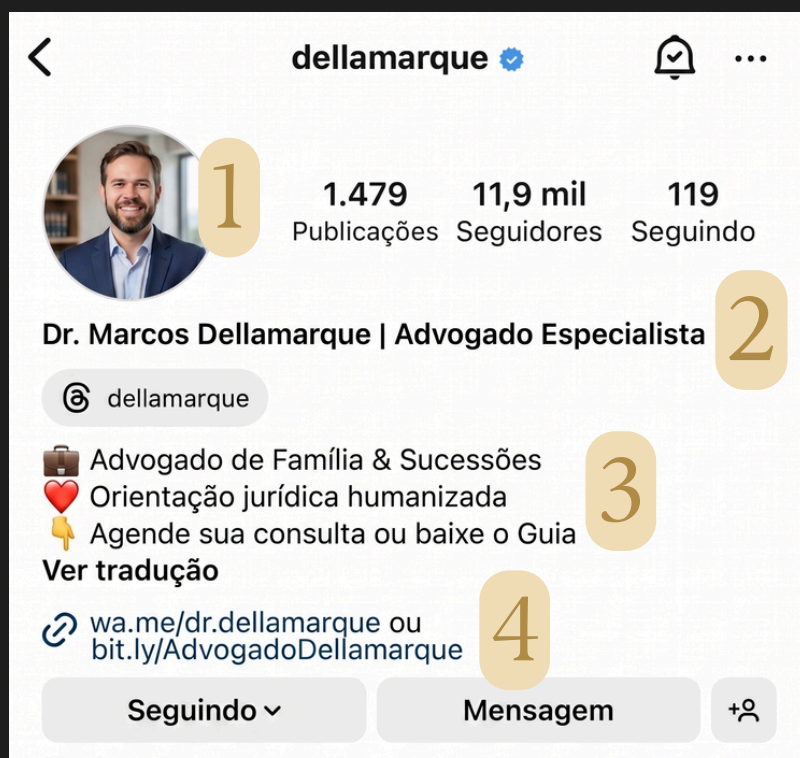 dellamarque
1
1.479 11,9 mil 119
Publicações Seguidores Seguindo
Dr. Marcos Dellamarque | Advogado Especialista
2
dellamarque
💼 Advogado de Família & Sucessões
❤️ Orientação jurídica humanizada
👇 Agende sua consulta ou baixe o Guia
3
Ver tradução
wa.me/dr.dellamarque ou
bit.ly/AdvogadoDellamarque
4
Seguindo Mensagem